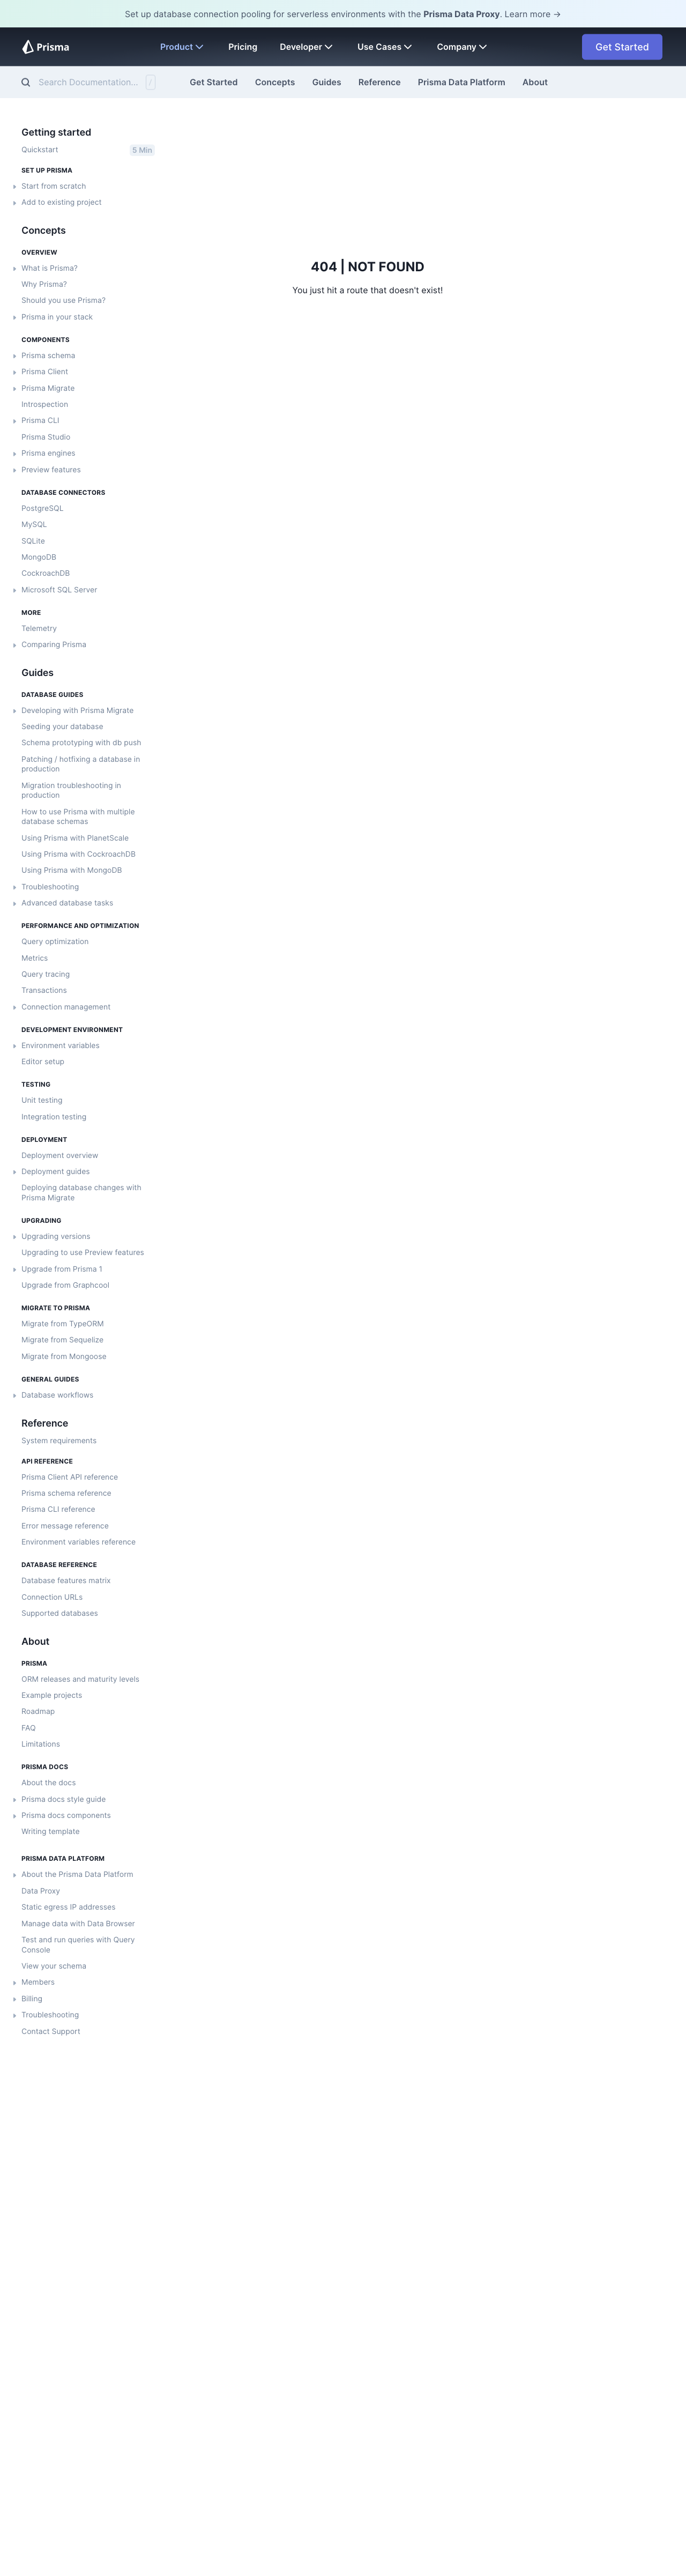 Set up database connection pooling for serverless environments with the Prisma Data Proxy. Learn more →
Prisma
Product
Pricing
Developer
Use Cases
Company
Get Started
Search Documentation...
/
Get Started
Concepts
Guides
Reference
Prisma Data Platform
About
Getting started
Quickstart
5 Min
SET UP PRISMA
Start from scratch
Add to existing project
Concepts
OVERVIEW
What is Prisma?
Why Prisma?
Should you use Prisma?
Prisma in your stack
COMPONENTS
Prisma schema
Prisma Client
Prisma Migrate
Introspection
Prisma CLI
Prisma Studio
Prisma engines
Preview features
DATABASE CONNECTORS
PostgreSQL
MySQL
SQLite
MongoDB
CockroachDB
Microsoft SQL Server
MORE
Telemetry
Comparing Prisma
Guides
DATABASE GUIDES
Developing with Prisma Migrate
Seeding your database
Schema prototyping with db push
Patching / hotfixing a database in
production
Migration troubleshooting in
production
How to use Prisma with multiple
database schemas
Using Prisma with PlanetScale
Using Prisma with CockroachDB
Using Prisma with MongoDB
Troubleshooting
Advanced database tasks
PERFORMANCE AND OPTIMIZATION
Query optimization
Metrics
Query tracing
Transactions
Connection management
DEVELOPMENT ENVIRONMENT
Environment variables
Editor setup
TESTING
Unit testing
Integration testing
DEPLOYMENT
Deployment overview
Deployment guides
Deploying database changes with
Prisma Migrate
UPGRADING
Upgrading versions
Upgrading to use Preview features
Upgrade from Prisma 1
Upgrade from Graphcool
MIGRATE TO PRISMA
Migrate from TypeORM
Migrate from Sequelize
Migrate from Mongoose
GENERAL GUIDES
Database workflows
Reference
System requirements
API REFERENCE
Prisma Client API reference
Prisma schema reference
Prisma CLI reference
Error message reference
Environment variables reference
DATABASE REFERENCE
Database features matrix
Connection URLs
Supported databases
About
PRISMA
ORM releases and maturity levels
Example projects
Roadmap
FAQ
Limitations
PRISMA DOCS
About the docs
Prisma docs style guide
Prisma docs components
Writing template
PRISMA DATA PLATFORM
About the Prisma Data Platform
Data Proxy
Static egress IP addresses
Manage data with Data Browser
Test and run queries with Query
Console
View your schema
Members
Billing
Troubleshooting
Contact Support
404 | NOT FOUND
You just hit a route that doesn't exist!